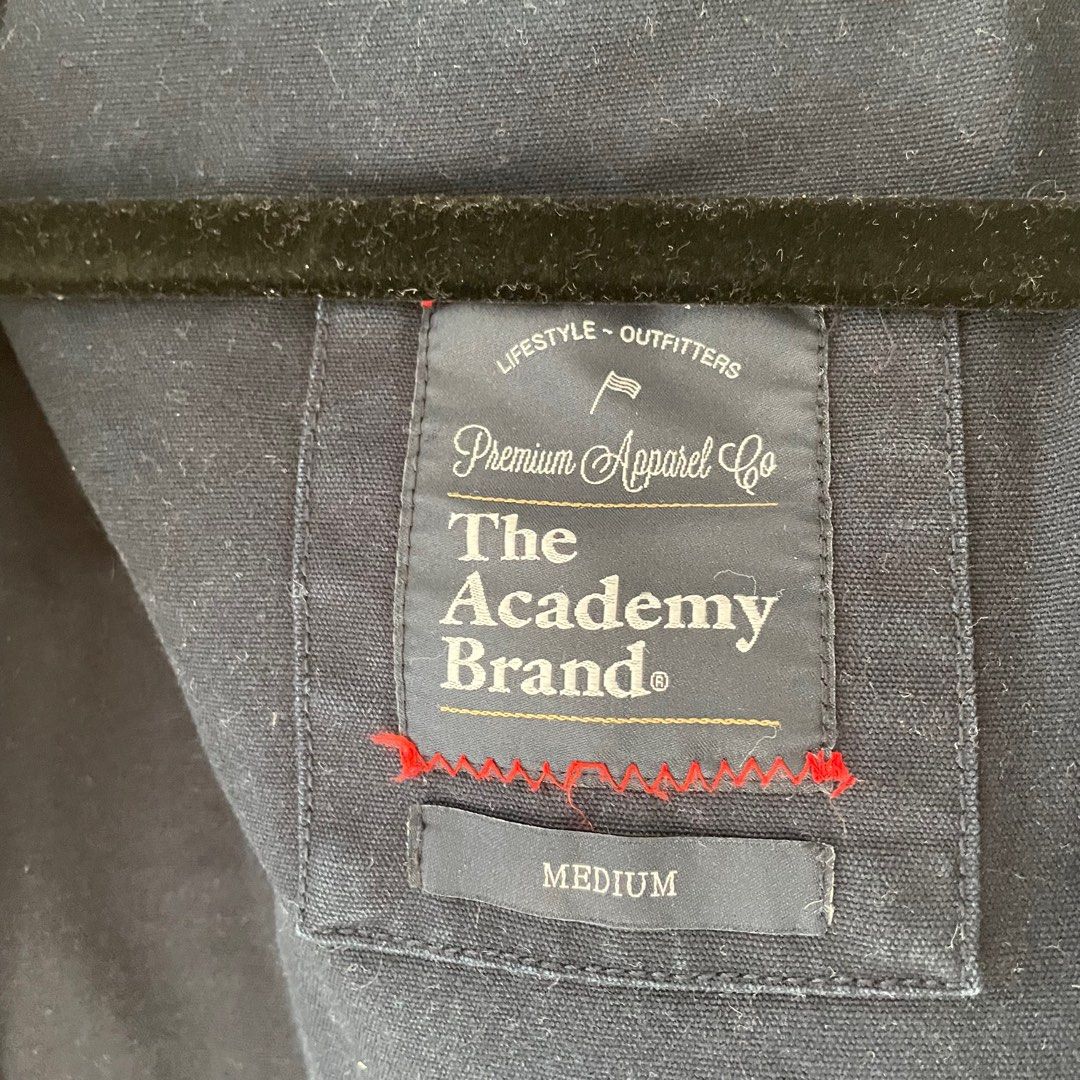 LIFESTYLE ~ OUTFITTERS
Premium Apparel Co
The
Academy
Brand®
MEDIUM